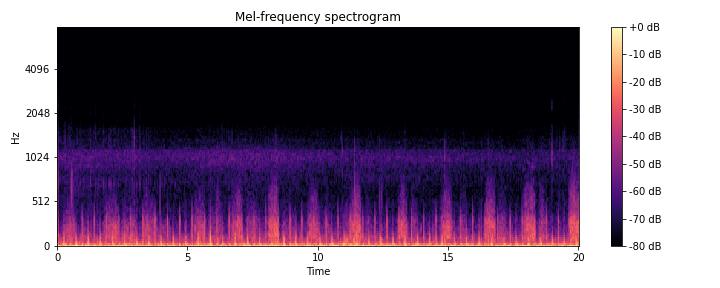 Mel-frequency spectrogram
+0 dB
-10 dB
-20 dB
-30 dB
-40 dB
-50 dB
-60 dB
-70 dB
-80 dB
Hz
4096
2048
1024
512
0
0
5
10
15
20
Time